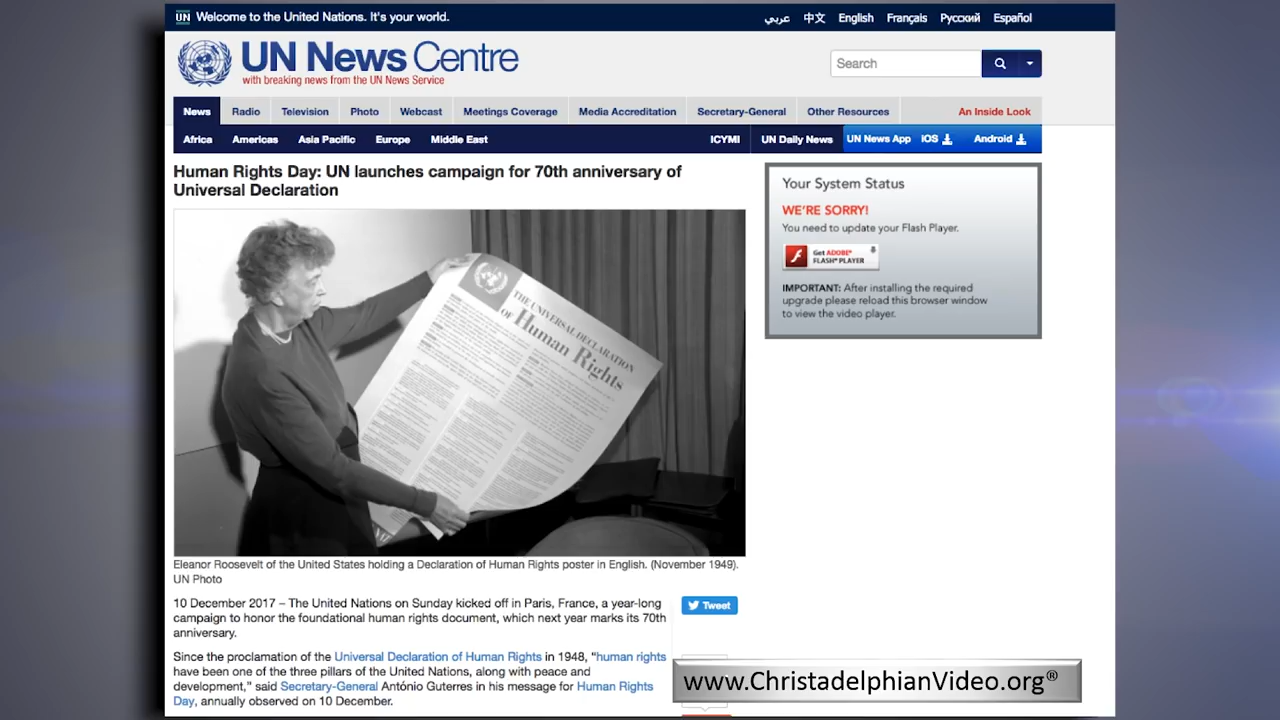 UN Welcome to the United Nations. It's your world.
عربي 中文 English Français Русский Español
UN News Centre
with breaking news from the UN News Service
Search
News Radio Television Photo Webcast Meetings Coverage Media Accreditation Secretary-General Other Resources An Inside Look
Africa Americas Asia Pacific Europe Middle East ICYMI UN Daily News UN News App iOS Android
Human Rights Day: UN launches campaign for 70th anniversary of
Universal Declaration
THE UNIVERSAL DECLARATION
OF Human Rights
Eleanor Roosevelt of the United States holding a Declaration of Human Rights poster in English. (November 1949).
UN Photo
10 December 2017 – The United Nations on Sunday kicked off in Paris, France, a year-long
campaign to honor the foundational human rights document, which next year marks its 70th
anniversary.
Tweet
Since the proclamation of the Universal Declaration of Human Rights in 1948, “human rights
have been one of the three pillars of the United Nations, along with peace and
development,” said Secretary-General António Guterres in his message for Human Rights
Day, annually observed on 10 December.
Your System Status
WE'RE SORRY!
You need to update your Flash Player.
Get ADOBE®
FLASH® PLAYER
IMPORTANT: After installing the required
upgrade please reload this browser window
to view the video player.
www.ChristadelphianVideo.org®